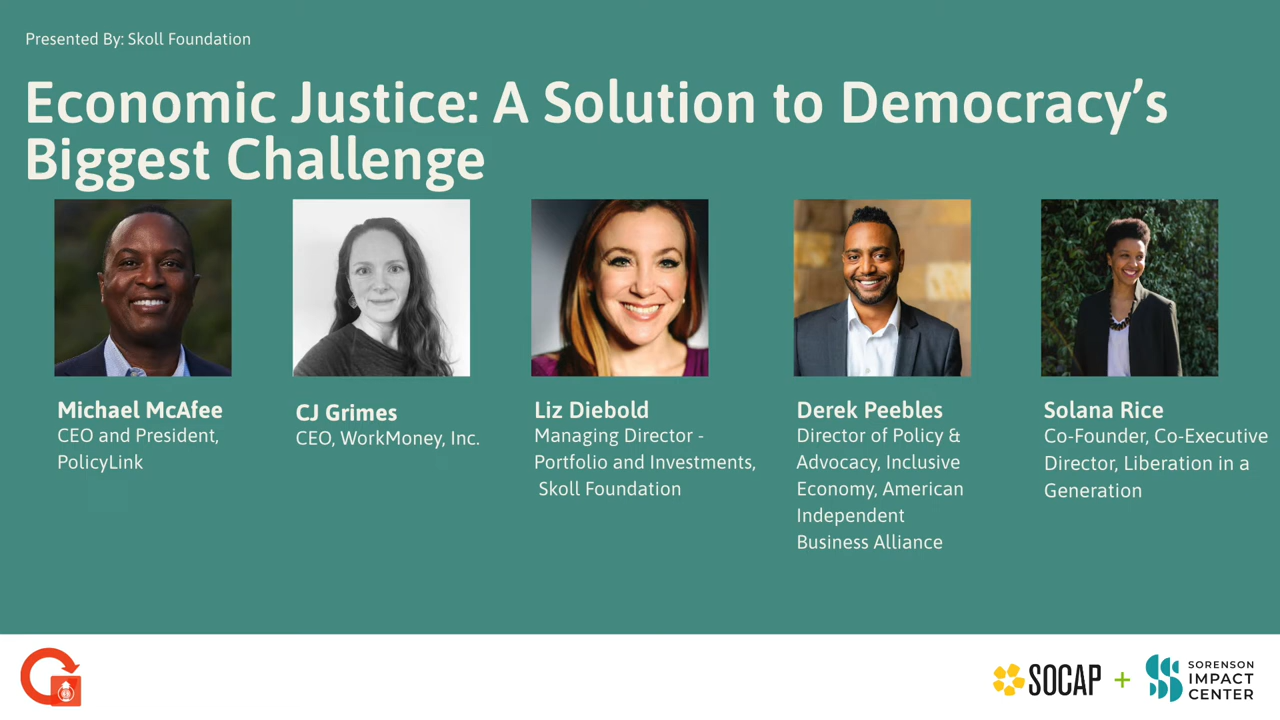 Presented By: Skoll Foundation
Economic Justice: A Solution to Democracy’s
Biggest Challenge
Michael McAfee
CEO and President,
PolicyLink
CJ Grimes
CEO, WorkMoney, Inc.
Liz Diebold
Managing Director -
Portfolio and Investments,
Skoll Foundation
Derek Peebles
Director of Policy &
Advocacy, Inclusive
Economy, American
Independent
Business Alliance
Solana Rice
Co-Founder, Co-Executive
Director, Liberation in a
Generation
SOCAP + SORENSON
IMPACT
CENTER